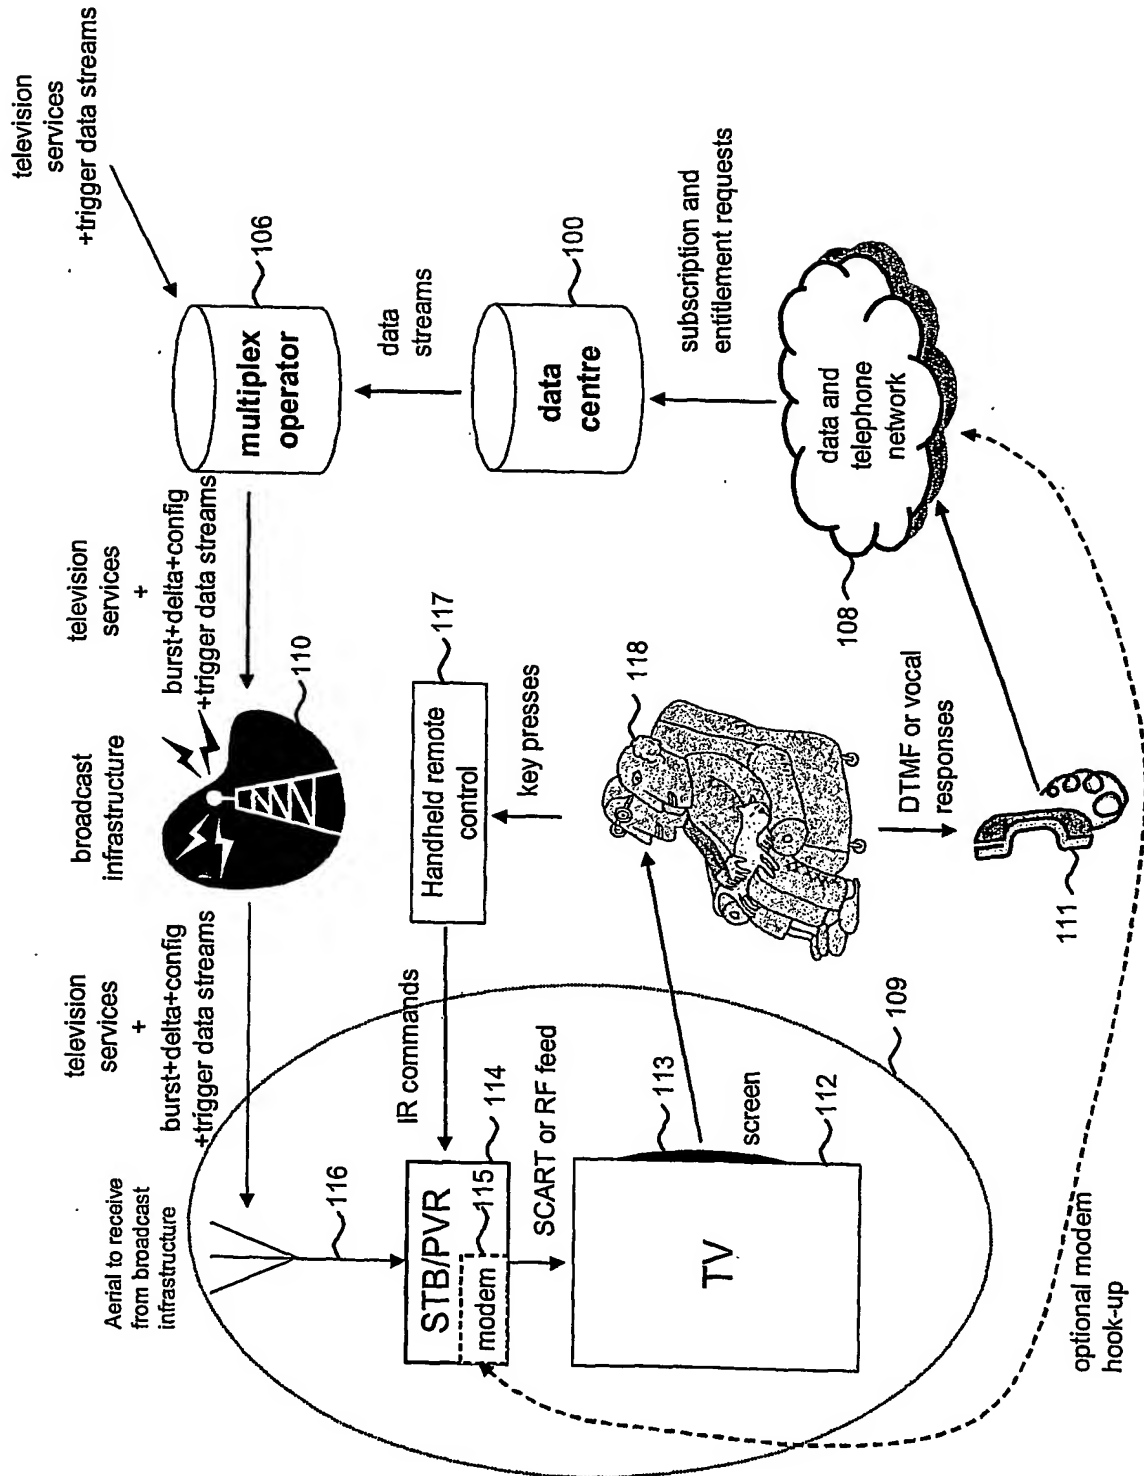 Aerial to receive
from broadcast
infrastructure
television
services
+
burst+delta+config
+trigger data streams
broadcast
infrastructure
television
services
+
burst+delta+config
+trigger data streams
television
services
+trigger data streams
116
110
multiplex
operator
106
STB/PVR
modem
114
115
IR commands
Handheld remote
control
117
data
streams
SCART or RF feed
key presses
data
centre
100
TV
113
screen
112
118
subscription and
entitlement requests
109
DTMF or vocal
responses
108
data and
telephone
network
111
optional modem
hook-up